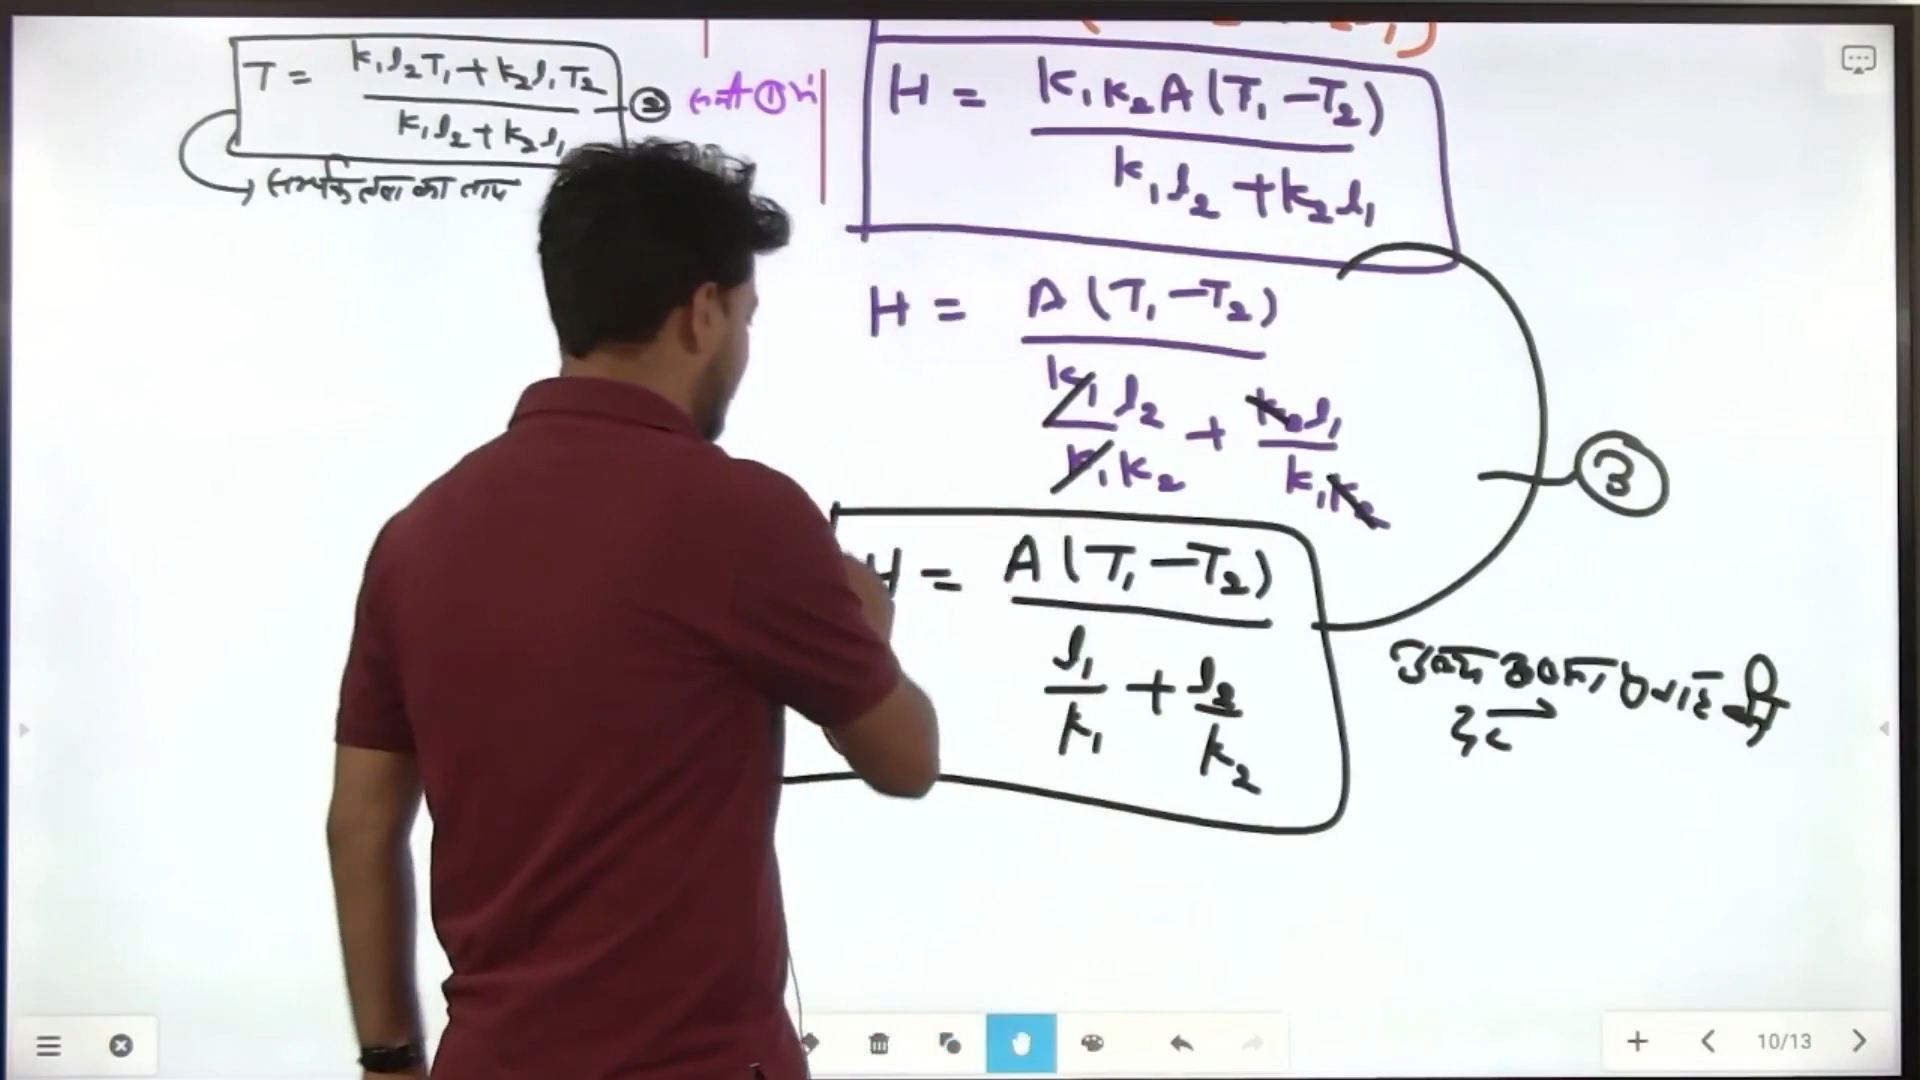 T = (k₁l₂T₁ + k₂l₁T₂) / (k₁l₂ + k₂l₁) — ②
का ताप
H = K₁K₂A(T₁ - T₂) / (k₁l₂ + k₂l₁)
H = A(T₁ - T₂) / (k₁l₂ / k₁k₂ + k₂l₁ / k₁k₂)
③
H = A(T₁ - T₂) / (l₁ / k₁ + l₂ / k₂)
10/13